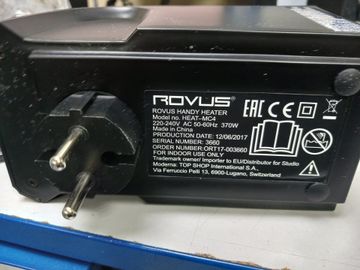 ROVUS®
ROVUS HANDY HEATER
Model no. HEAT-MC4
220-240V AC 50-60Hz 370W
Made in China
PRODUCTION DATE: 12/06/2017
SERIAL NUMBER: 3660
ORDER NUMBER: ORT17-003660
FOR INDOOR USE ONLY
Trademark owner/ Importer to EU/Distributor for Studio
Moderna: TOP SHOP International S.A.,
Via Ferruccio Pelli 13, 6900-Lugano, Switzerland
EAC CE